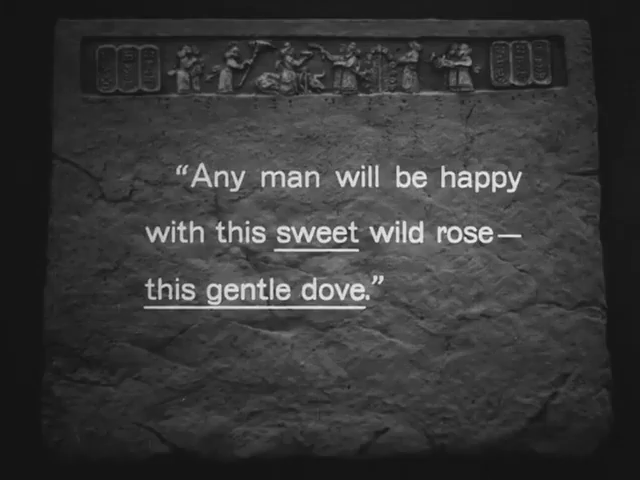 “Any man will be happy
with this sweet wild rose—
this gentle dove.”